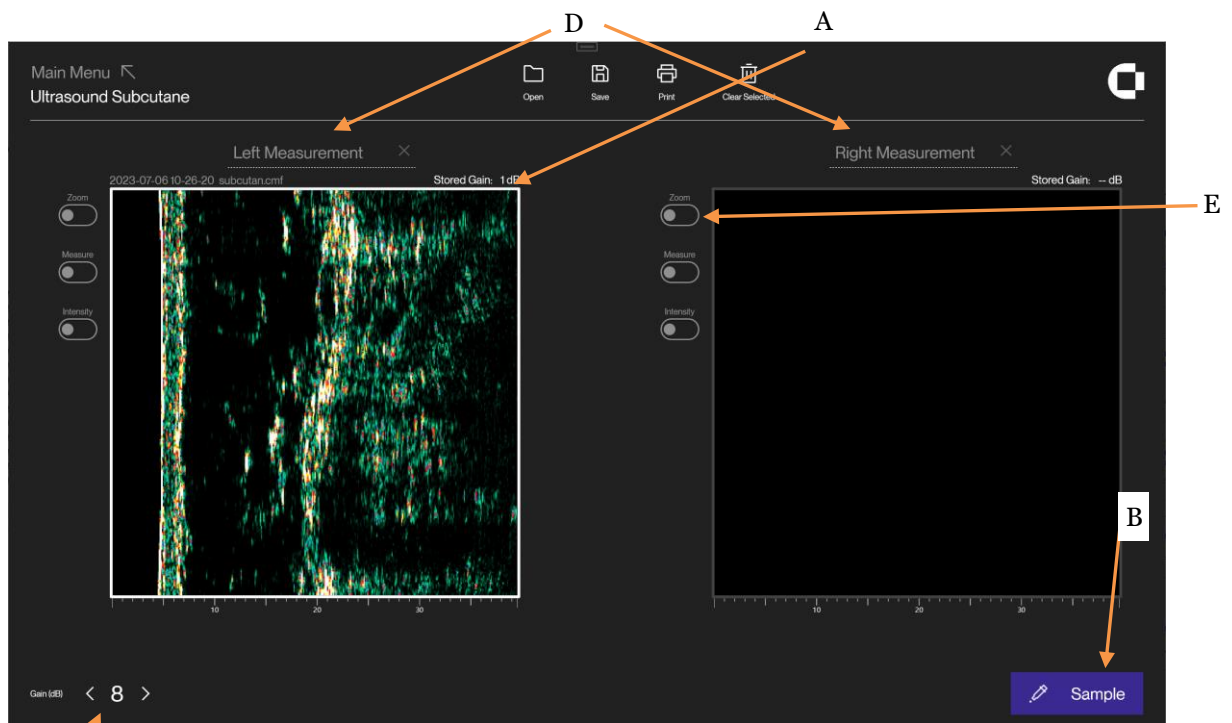 D
A
Main Menu
Ultrasound Subcutane
Open
Save
Print
Clear Selected
Left Measurement
Right Measurement
2023-07-06 10-26-20 subcutan.cmf
Stored Gain: 1 dB
Stored Gain: -- dB
Zoom
Zoom
E
Measure
Measure
Intensity
Intensity
B
10 20 30
10 20 30
Gain (dB) < 8 >
Sample